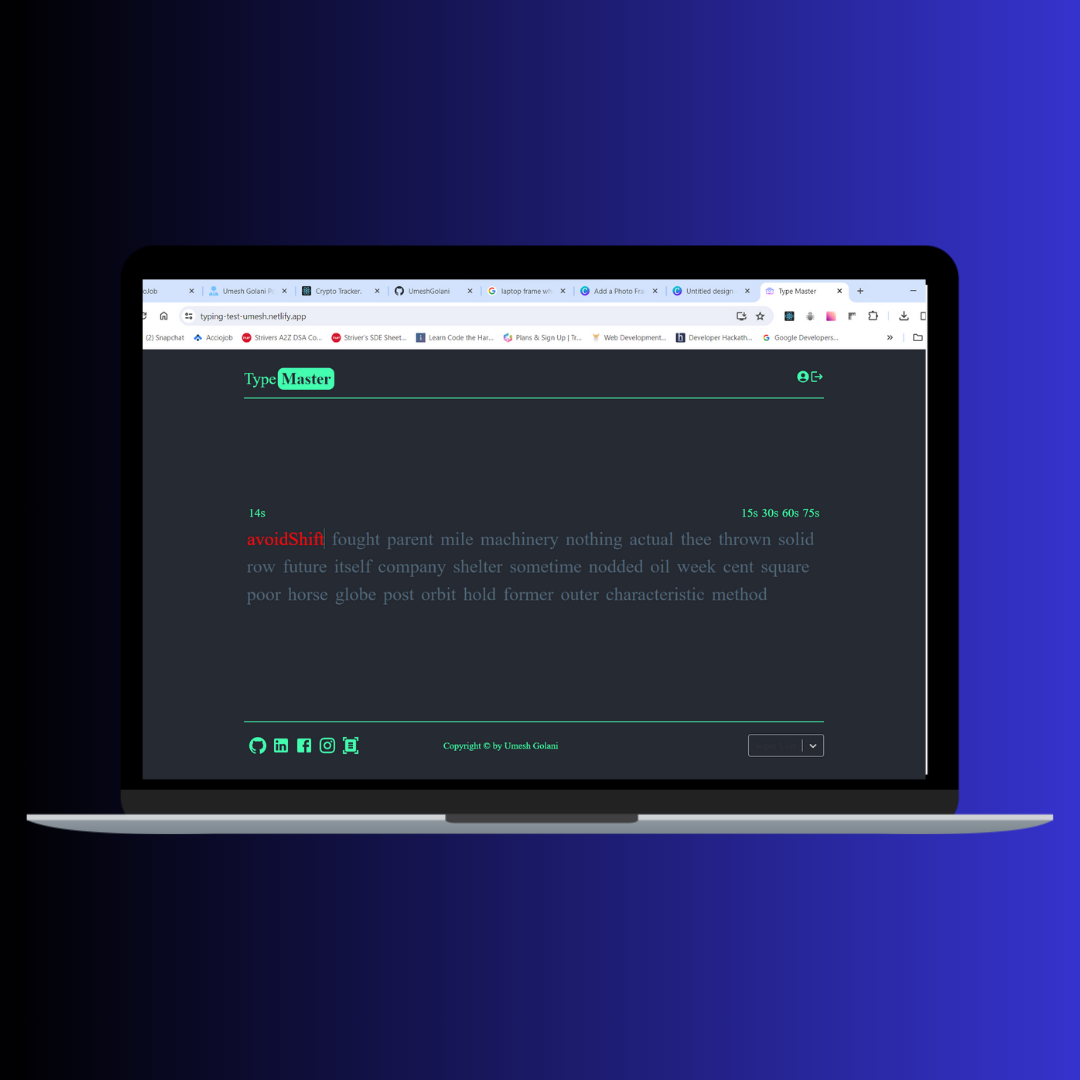 oJob Umesh Golani P Crypto Tracker. UmeshGolani laptop frame wh Add a Photo Fra Untitled design Type Master
typing-test-umesh.netlify.app
(2) Snapchat Acciojob Strivers A2Z DSA Co... Striver's SDE Sheet... Learn Code the Har... Plans & Sign Up | Tr... Web Development... Developer Hackath... Google Developers... »
Type Master
14s 15s 30s 60s 75s
avoidShift fought parent mile machinery nothing actual thee thrown solid
row future itself company shelter sometime nodded oil week cent square
poor horse globe post orbit hold former outer characteristic method
Copyright © by Umesh Golani